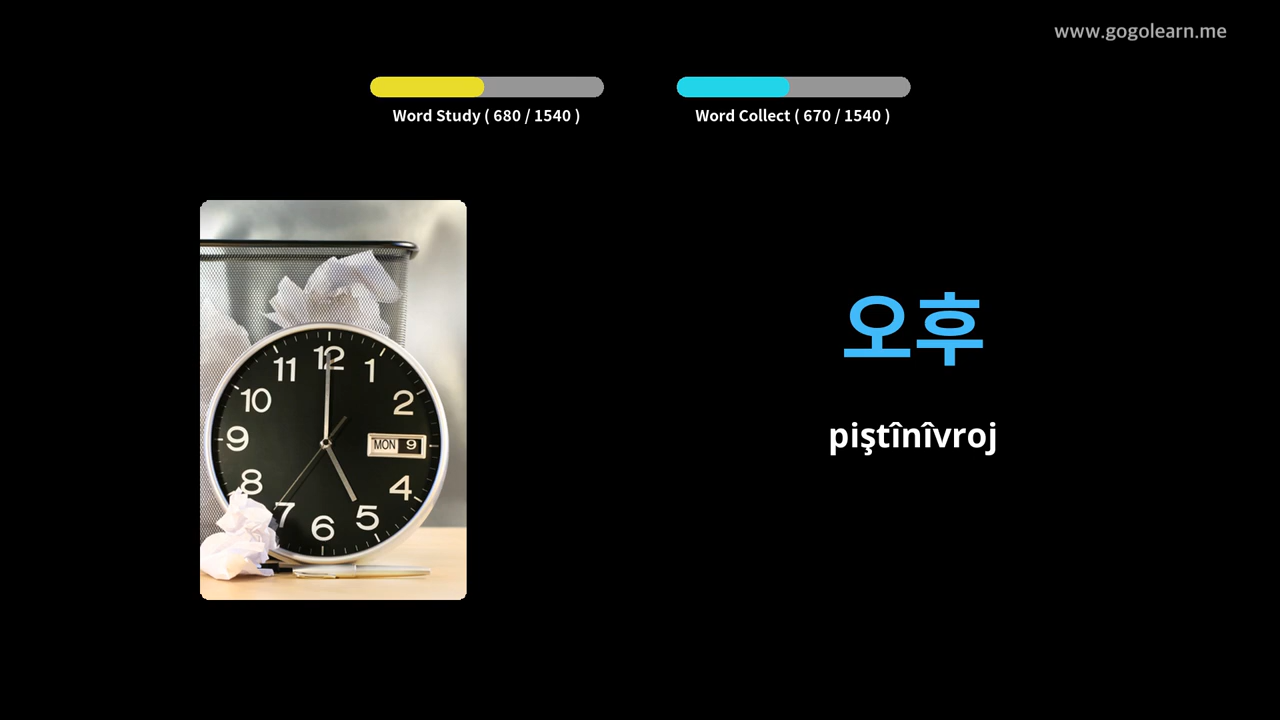 www.gogolearn.me
Word Study ( 680 / 1540 )
Word Collect ( 670 / 1540 )
12
11
1
10
2
9
MON 9
8
4
7
5
6
오후
piştînîvroj